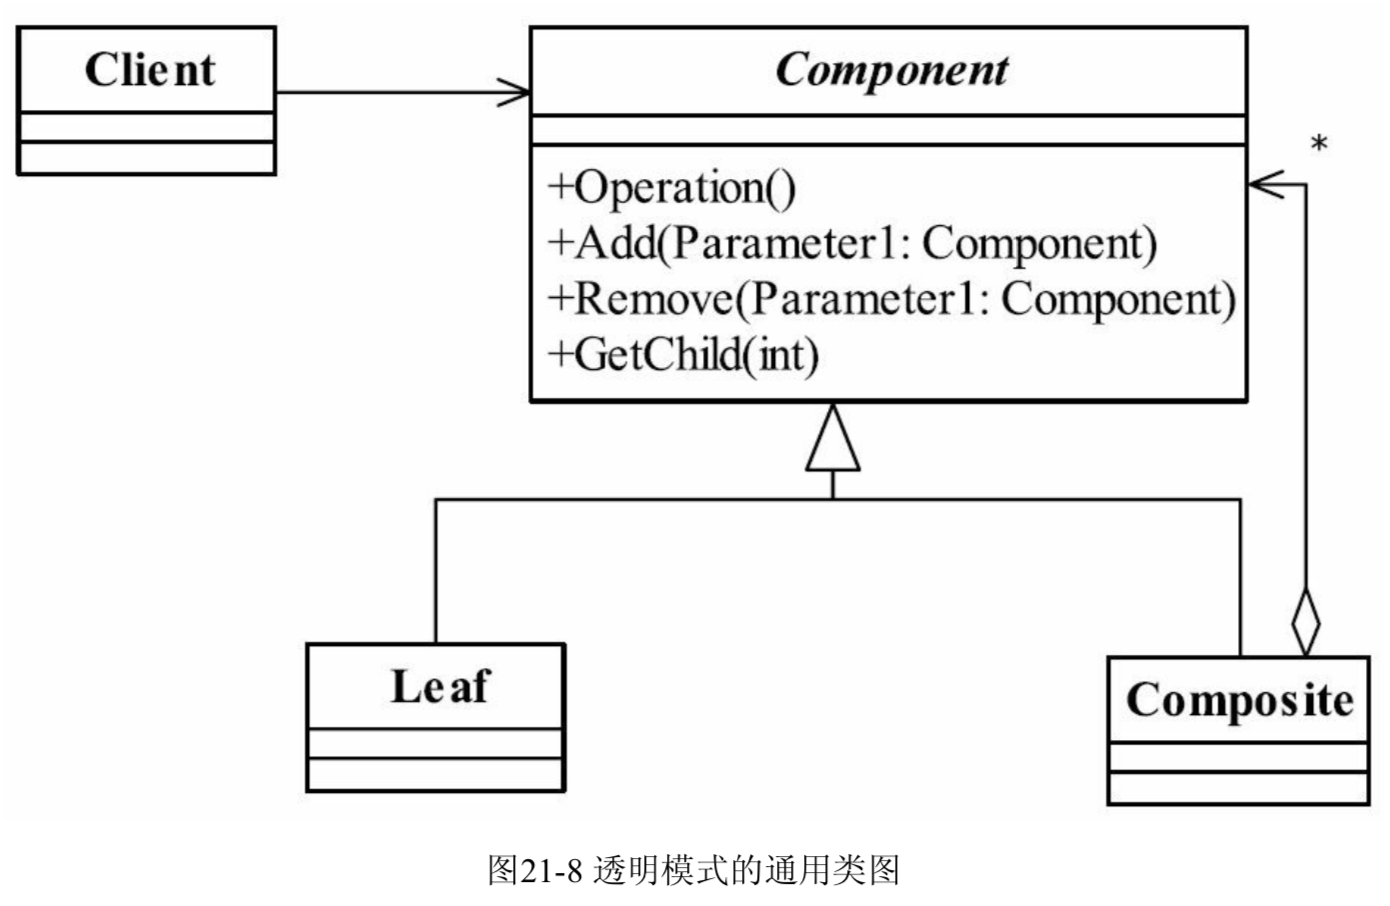 Client
Component
*
+Operation()
+Add(Parameter1: Component)
+Remove(Parameter1: Component)
+GetChild(int)
Leaf
Composite
图21-8 透明模式的通用类图